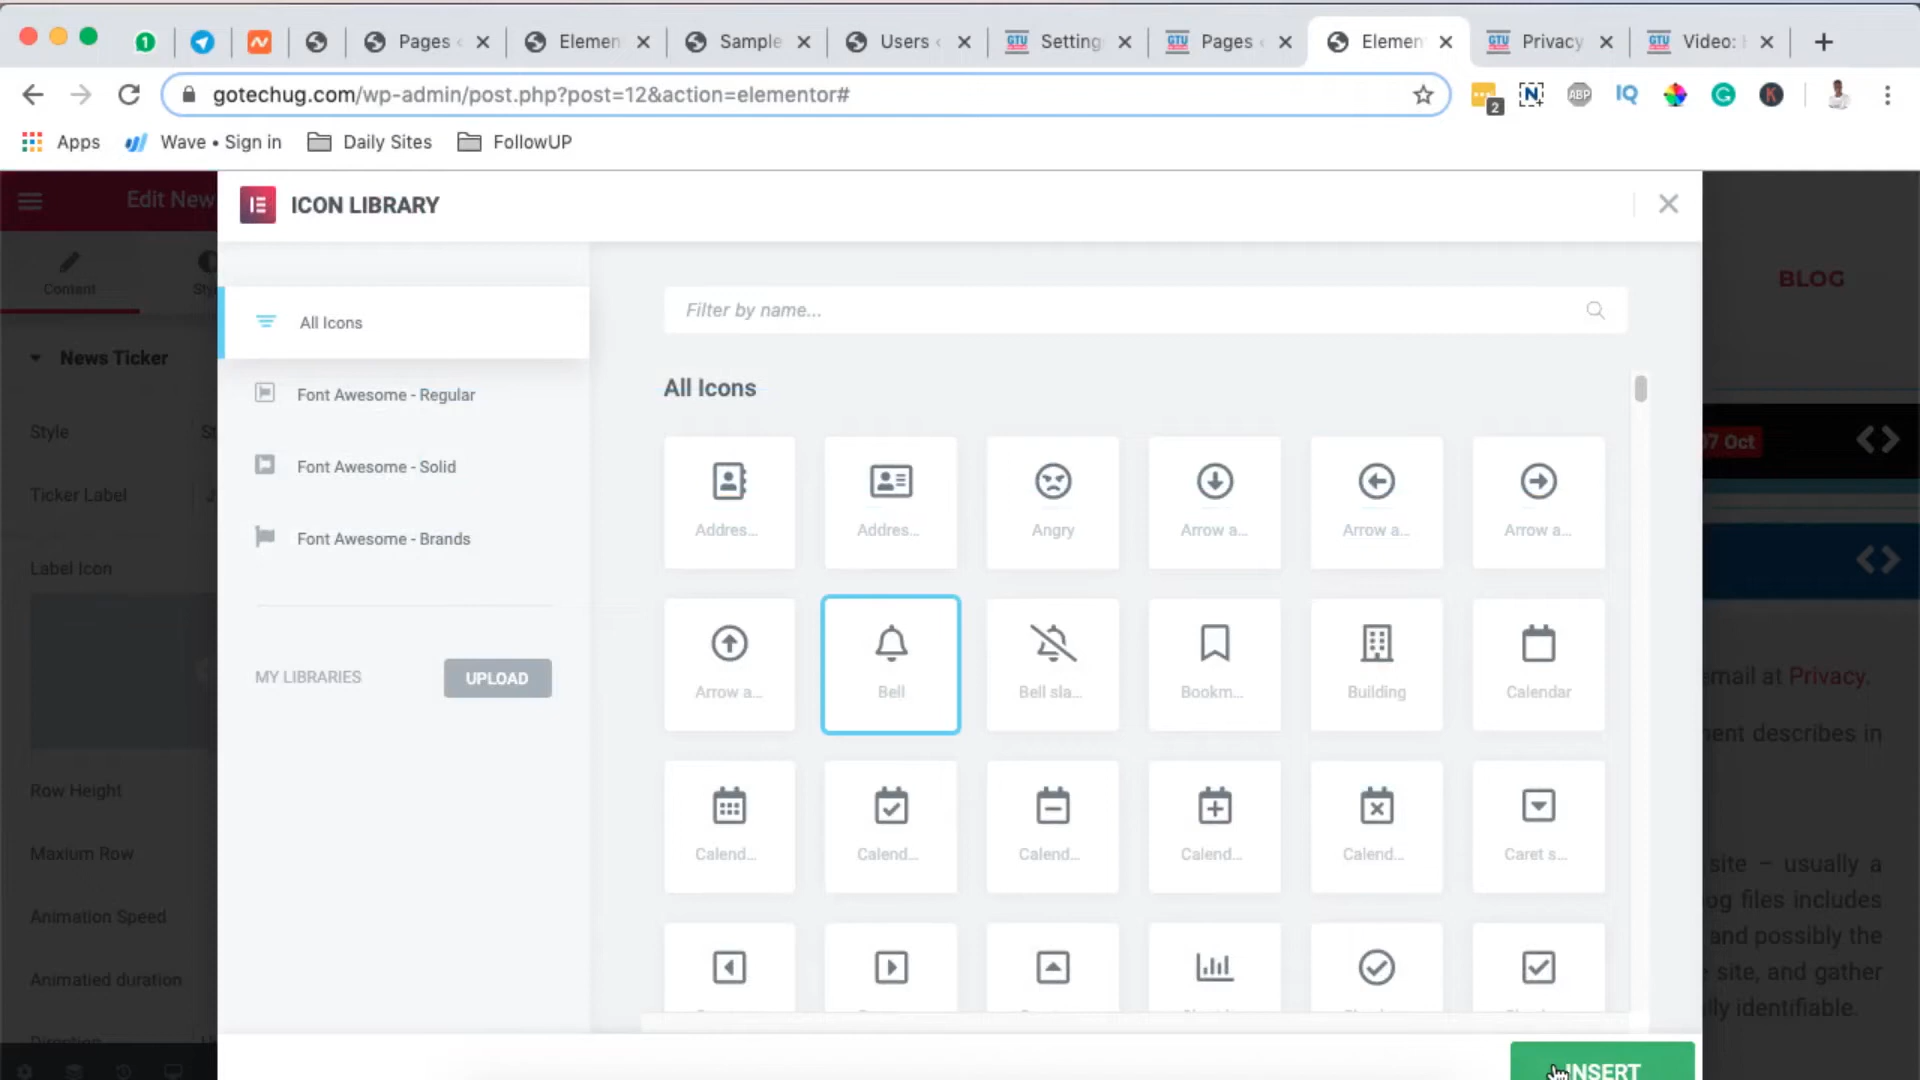 Pages
Elemen
Sample
Users
Setting
Pages
Elemen
Privacy
Video:
gotechug.com/wp-admin/post.php?post=12&action=elementor#
2
ABP
IQ
Apps
Wave • Sign in
Daily Sites
FollowUP
Edit New
ICON LIBRARY
Content
BLOG
All Icons
Filter by name...
News Ticker
Font Awesome - Regular
All Icons
Style
Font Awesome - Solid
7 Oct
Ticker Label
Addres...
Addres...
Angry
Arrow a...
Arrow a...
Arrow a...
Font Awesome - Brands
Label Icon
MY LIBRARIES
UPLOAD
Arrow a...
Bell
Bell sla...
Bookm...
Building
Calendar
mail at Privacy.
ent describes in
Row Height
Maxium Row
Calend...
Calend...
Calend...
Calend...
Calend...
Caret s...
site – usually a
og files includes
Animation Speed
and possibly the
Animatied duration
site, and gather
lly identifiable.
INSERT